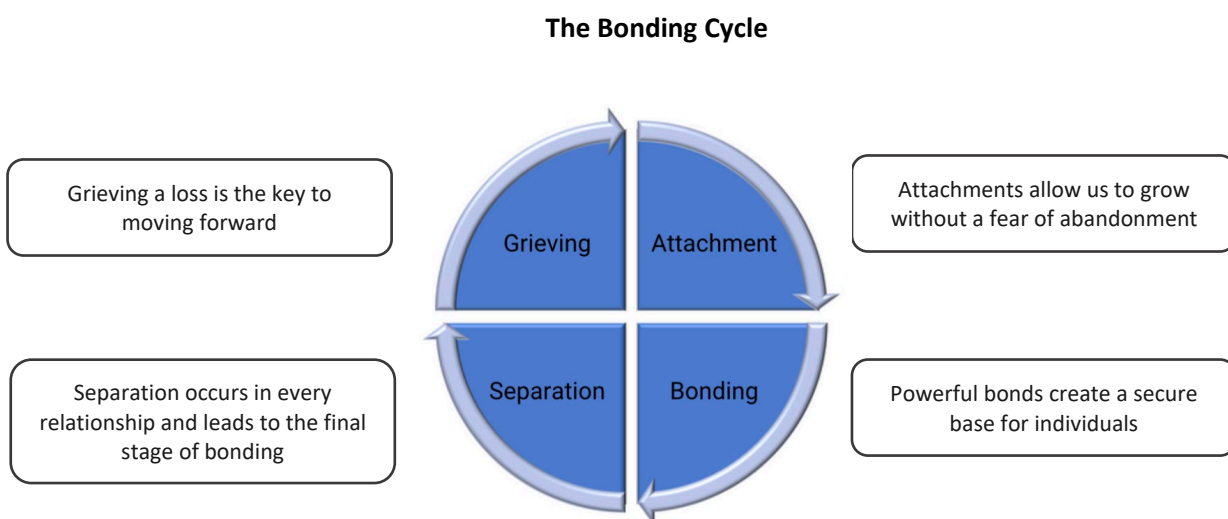 The Bonding Cycle
Grieving a loss is the key to
moving forward
Attachments allow us to grow
without a fear of abandonment
Grieving
Attachment
Separation
Bonding
Separation occurs in every
relationship and leads to the final
stage of bonding
Powerful bonds create a secure
base for individuals